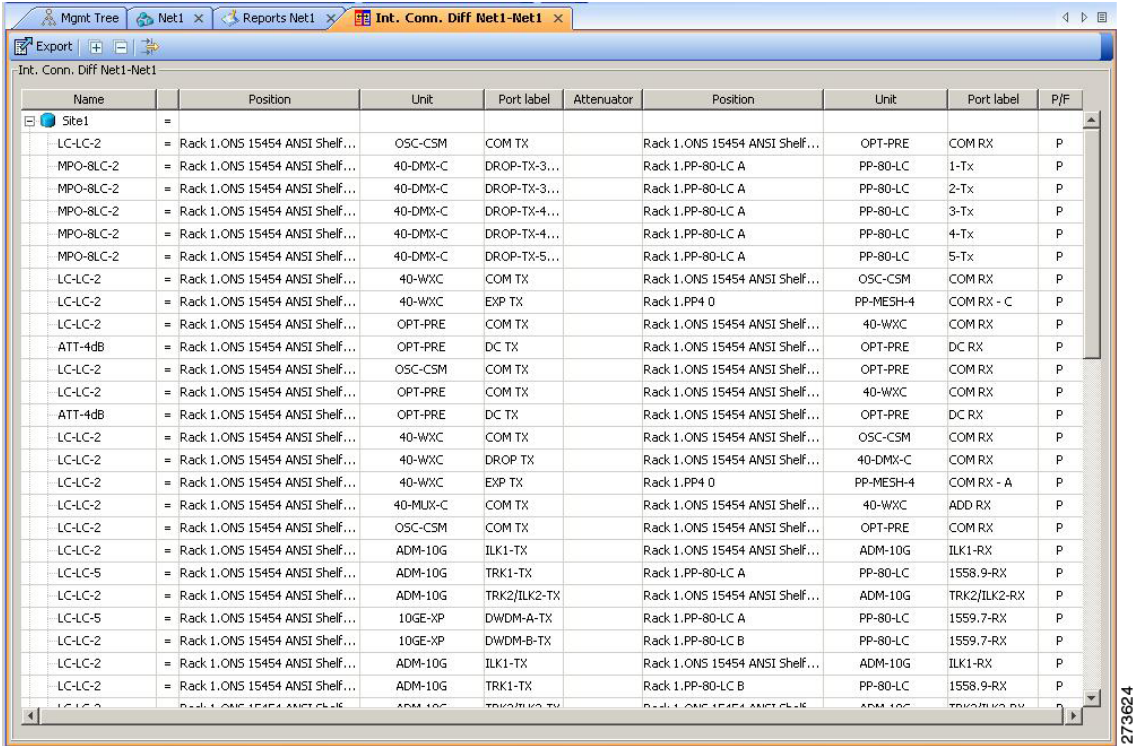 Mgmt Tree Net1 × Reports Net1 × Int. Conn. Diff Net1-Net1 ×
Export
Int. Conn. Diff Net1-Net1
Name Position Unit Port label Attenuator Position Unit Port label P/F
Site1 =
LC-LC-2 = Rack 1.ONS 15454 ANSI Shelf... OSC-CSM COM TX Rack 1.ONS 15454 ANSI Shelf... OPT-PRE COM RX P
MPO-8LC-2 = Rack 1.ONS 15454 ANSI Shelf... 40-DMX-C DROP-TX-3... Rack 1.PP-80-LC A PP-80-LC 1-Tx P
MPO-8LC-2 = Rack 1.ONS 15454 ANSI Shelf... 40-DMX-C DROP-TX-3... Rack 1.PP-80-LC A PP-80-LC 2-Tx P
MPO-8LC-2 = Rack 1.ONS 15454 ANSI Shelf... 40-DMX-C DROP-TX-4... Rack 1.PP-80-LC A PP-80-LC 3-Tx P
MPO-8LC-2 = Rack 1.ONS 15454 ANSI Shelf... 40-DMX-C DROP-TX-4... Rack 1.PP-80-LC A PP-80-LC 4-Tx P
MPO-8LC-2 = Rack 1.ONS 15454 ANSI Shelf... 40-DMX-C DROP-TX-5... Rack 1.PP-80-LC A PP-80-LC 5-Tx P
LC-LC-2 = Rack 1.ONS 15454 ANSI Shelf... 40-WXC COM TX Rack 1.ONS 15454 ANSI Shelf... OSC-CSM COM RX P
LC-LC-2 = Rack 1.ONS 15454 ANSI Shelf... 40-WXC EXP TX Rack 1.PP4 0 PP-MESH-4 COM RX - C P
LC-LC-2 = Rack 1.ONS 15454 ANSI Shelf... OPT-PRE COM TX Rack 1.ONS 15454 ANSI Shelf... 40-WXC COM RX P
ATT-4dB = Rack 1.ONS 15454 ANSI Shelf... OPT-PRE DC TX Rack 1.ONS 15454 ANSI Shelf... OPT-PRE DC RX P
LC-LC-2 = Rack 1.ONS 15454 ANSI Shelf... OSC-CSM COM TX Rack 1.ONS 15454 ANSI Shelf... OPT-PRE COM RX P
LC-LC-2 = Rack 1.ONS 15454 ANSI Shelf... OPT-PRE COM TX Rack 1.ONS 15454 ANSI Shelf... 40-WXC COM RX P
ATT-4dB = Rack 1.ONS 15454 ANSI Shelf... OPT-PRE DC TX Rack 1.ONS 15454 ANSI Shelf... OPT-PRE DC RX P
LC-LC-2 = Rack 1.ONS 15454 ANSI Shelf... 40-WXC COM TX Rack 1.ONS 15454 ANSI Shelf... OSC-CSM COM RX P
LC-LC-2 = Rack 1.ONS 15454 ANSI Shelf... 40-WXC DROP TX Rack 1.ONS 15454 ANSI Shelf... 40-DMX-C COM RX P
LC-LC-2 = Rack 1.ONS 15454 ANSI Shelf... 40-WXC EXP TX Rack 1.PP4 0 PP-MESH-4 COM RX - A P
LC-LC-2 = Rack 1.ONS 15454 ANSI Shelf... 40-MUX-C COM TX Rack 1.ONS 15454 ANSI Shelf... 40-WXC ADD RX P
LC-LC-2 = Rack 1.ONS 15454 ANSI Shelf... OSC-CSM COM TX Rack 1.ONS 15454 ANSI Shelf... OPT-PRE COM RX P
LC-LC-2 = Rack 1.ONS 15454 ANSI Shelf... ADM-10G ILK1-TX Rack 1.ONS 15454 ANSI Shelf... ADM-10G ILK1-RX P
LC-LC-5 = Rack 1.ONS 15454 ANSI Shelf... ADM-10G TRK1-TX Rack 1.PP-80-LC A PP-80-LC 1558.9-RX P
LC-LC-2 = Rack 1.ONS 15454 ANSI Shelf... ADM-10G TRK2/ILK2-TX Rack 1.ONS 15454 ANSI Shelf... ADM-10G TRK2/ILK2-RX P
LC-LC-5 = Rack 1.ONS 15454 ANSI Shelf... 10GE-XP DWDM-A-TX Rack 1.PP-80-LC A PP-80-LC 1559.7-RX P
LC-LC-2 = Rack 1.ONS 15454 ANSI Shelf... 10GE-XP DWDM-B-TX Rack 1.PP-80-LC B PP-80-LC 1559.7-RX P
LC-LC-2 = Rack 1.ONS 15454 ANSI Shelf... ADM-10G ILK1-TX Rack 1.ONS 15454 ANSI Shelf... ADM-10G ILK1-RX P
LC-LC-2 = Rack 1.ONS 15454 ANSI Shelf... ADM-10G TRK1-TX Rack 1.PP-80-LC B PP-80-LC 1558.9-RX P
273624